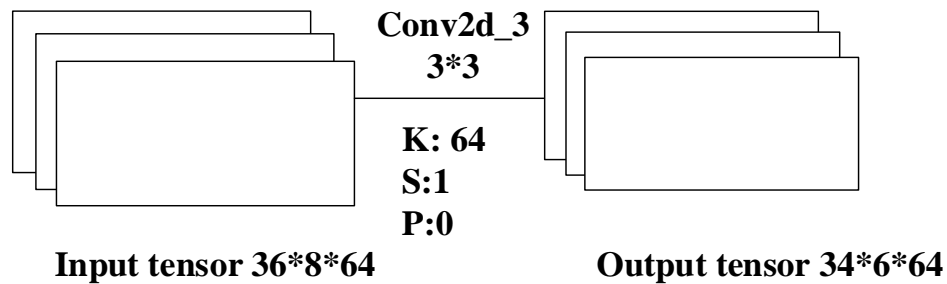 Conv2d_3
3*3
K: 64
S:1
P:0
Input tensor 36*8*64
Output tensor 34*6*64